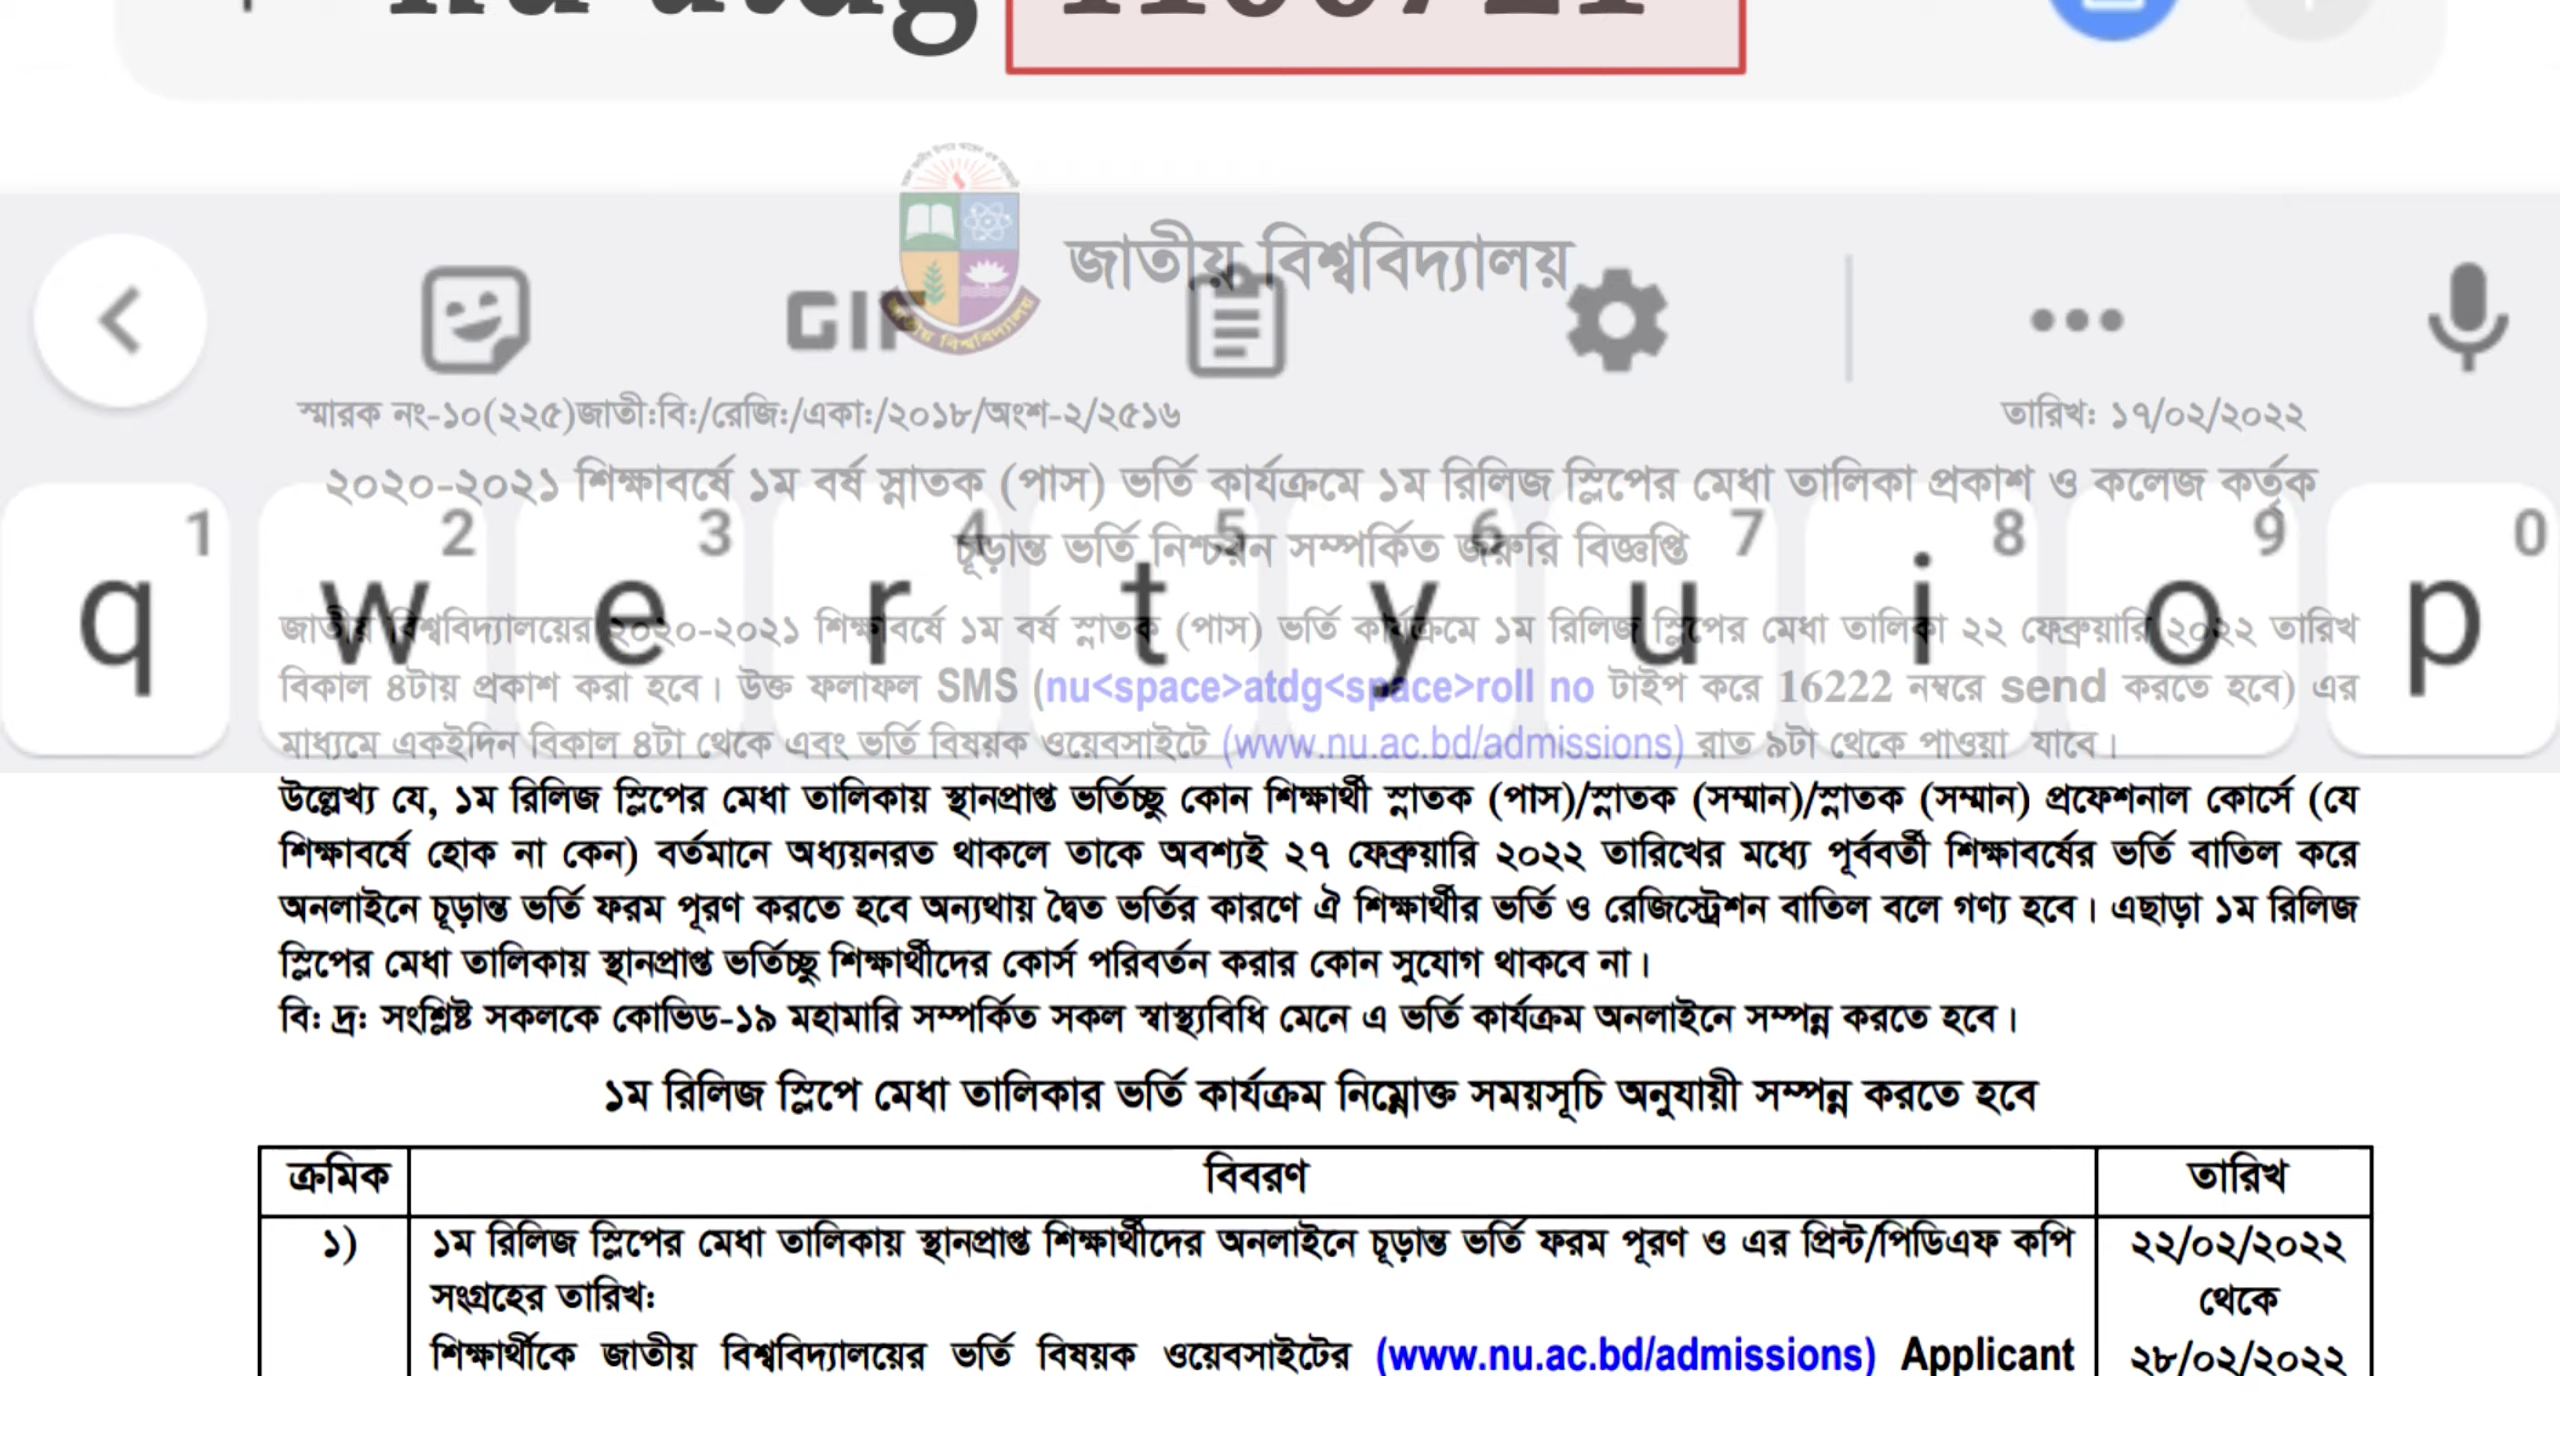 nu atdg
জাতীয় বিশ্ববিদ্যালয়
GIF
স্মারক নং-১০(২২৫)জাতী:বি:/রেজি:/একা:/২০১৮/অংশ-২/২৫১৬ তারিখ: ১৭/০২/২০২২
২০২০-২০২১ শিক্ষাবর্ষে ১ম বর্ষ স্নাতক (পাস) ভর্তি কার্যক্রমে ১ম রিলিজ স্লিপের মেধা তালিকা প্রকাশ ও কলেজ কর্তৃক
চূড়ান্ত ভর্তি নিশ্চয়ন সম্পর্কিত জরুরি বিজ্ঞপ্তি
1 2 3 4 5 6 7 8 9 0
q w e r t y u i o p
জাতীয় বিশ্ববিদ্যালয়ের ২০২০-২০২১ শিক্ষাবর্ষে ১ম বর্ষ স্নাতক (পাস) ভর্তি কার্যক্রমে ১ম রিলিজ স্লিপের মেধা তালিকা ২২ ফেব্রুয়ারি ২০২২ তারিখ
বিকাল ৪টায় প্রকাশ করা হবে। উক্ত ফলাফল SMS (nu<space>atdg<space>roll no টাইপ করে 16222 নম্বরে send করতে হবে) এর
মাধ্যমে একইদিন বিকাল ৪টা থেকে এবং ভর্তি বিষয়ক ওয়েবসাইটে (www.nu.ac.bd/admissions) রাত ৯টা থেকে পাওয়া যাবে।
উল্লেখ্য যে, ১ম রিলিজ স্লিপের মেধা তালিকায় স্থানপ্রাপ্ত ভর্তিচ্ছু কোন শিক্ষার্থী স্নাতক (পাস)/স্নাতক (সম্মান)/স্নাতক (সম্মান) প্রফেশনাল কোর্সে (যে
শিক্ষাবর্ষে হোক না কেন) বর্তমানে অধ্যয়নরত থাকলে তাকে অবশ্যই ২৭ ফেব্রুয়ারি ২০২২ তারিখের মধ্যে পূর্ববর্তী শিক্ষাবর্ষের ভর্তি বাতিল করে
অনলাইনে চূড়ান্ত ভর্তি ফরম পূরণ করতে হবে অন্যথায় দ্বৈত ভর্তির কারণে ঐ শিক্ষার্থীর ভর্তি ও রেজিস্ট্রেশন বাতিল বলে গণ্য হবে। এছাড়া ১ম রিলিজ
স্লিপের মেধা তালিকায় স্থানপ্রাপ্ত ভর্তিচ্ছু শিক্ষার্থীদের কোর্স পরিবর্তন করার কোন সুযোগ থাকবে না।
বি: দ্র: সংশ্লিষ্ট সকলকে কোভিড-১৯ মহামারি সম্পর্কিত সকল স্বাস্থ্যবিধি মেনে এ ভর্তি কার্যক্রম অনলাইনে সম্পন্ন করতে হবে।
১ম রিলিজ স্লিপে মেধা তালিকার ভর্তি কার্যক্রম নিম্নোক্ত সময়সূচি অনুযায়ী সম্পন্ন করতে হবে
ক্রমিক বিবরণ তারিখ
১) ১ম রিলিজ স্লিপের মেধা তালিকায় স্থানপ্রাপ্ত শিক্ষার্থীদের অনলাইনে চূড়ান্ত ভর্তি ফরম পূরণ ও এর প্রিন্ট/পিডিএফ কপি ২২/০২/২০২২
সংগ্রহের তারিখ: থেকে
শিক্ষার্থীকে জাতীয় বিশ্ববিদ্যালয়ের ভর্তি বিষয়ক ওয়েবসাইটের (www.nu.ac.bd/admissions) Applicant ২৮/০২/২০২২